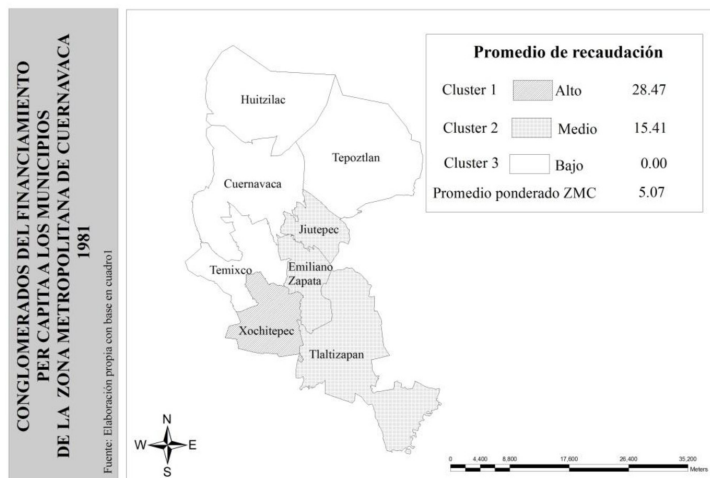 CONGLOMERADOS DEL FINANCIAMIENTO
PER CAPITA A LOS MUNICIPIOS
DE LA ZONA METROPOLITANA DE CUERNAVACA
1981
Fuente: Elaboración propia con base en cuadro1
Promedio de recaudación
Cluster 1 Alto 28.47
Cluster 2 Medio 15.41
Cluster 3 Bajo 0.00
Promedio ponderado ZMC 5.07
Huitzilac
Tepoztlan
Cuernavaca
Jiutepec
Temixco
Emiliano
Zapata
Xochitepec
Tlaltizapan
N
W E
S
0 4,400 8,800 17,600 26,400 35,200
Meters